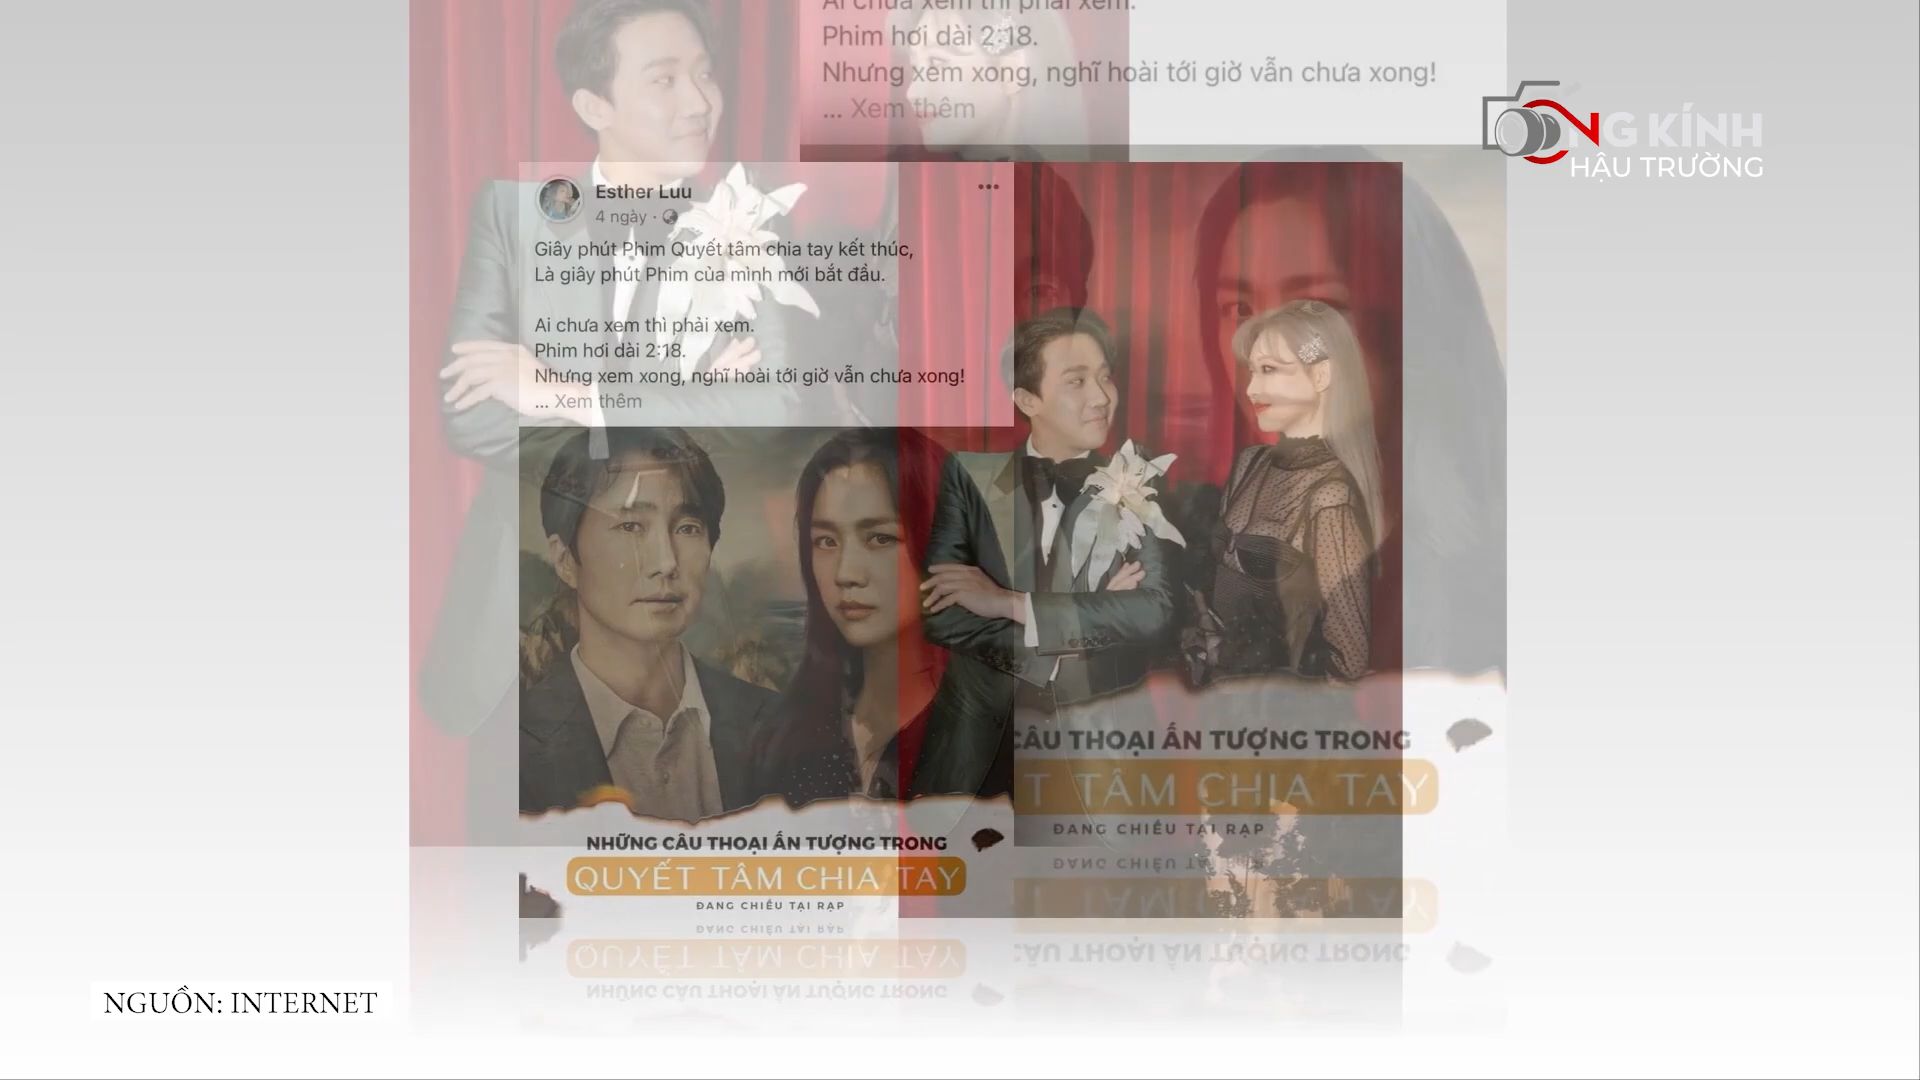 Ai chưa xem thì phải xem.
Phim hơi dài 2:18.
Nhưng xem xong, nghĩ hoài tới giờ vẫn chưa xong!
... Xem thêm
ỐNG KÍNH
HẬU TRƯỜNG
Esther Luu
4 ngày
Giây phút Phim Quyết tâm chia tay kết thúc,
Là giây phút Phim của mình mới bắt đầu.
Ai chưa xem thì phải xem.
Phim hơi dài 2:18.
Nhưng xem xong, nghĩ hoài tới giờ vẫn chưa xong!
... Xem thêm
CÂU THOẠI ẤN TƯỢNG TRONG
T TÂM CHIA TAY
ĐANG CHIẾU TẠI RẠP
NHỮNG CÂU THOẠI ẤN TƯỢNG TRONG
QUYẾT TÂM CHIA TAY
ĐANG CHIẾU TẠI RẠP
NGUỒN: INTERNET